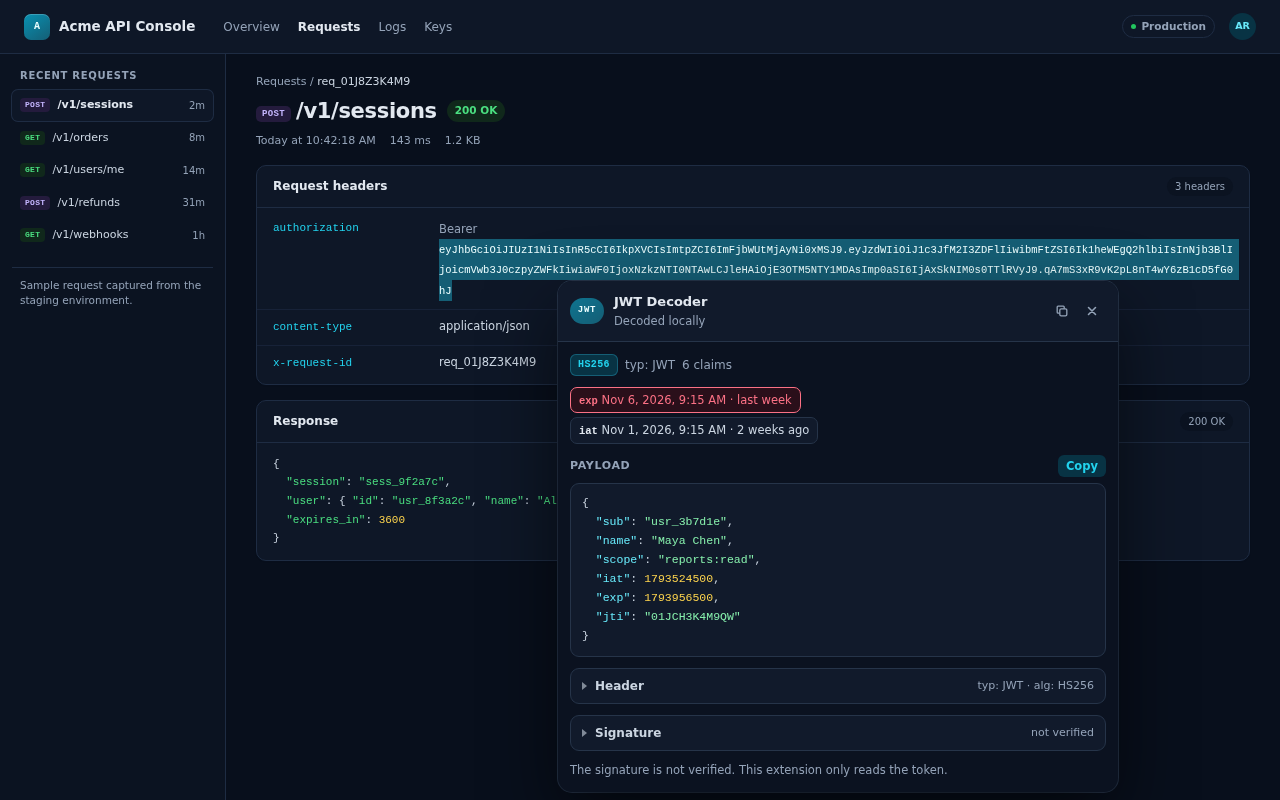 A Acme API Console Overview Requests Logs Keys Production AR
RECENT REQUESTS
POST /v1/sessions 2m
GET /v1/orders 8m
GET /v1/users/me 14m
POST /v1/refunds 31m
GET /v1/webhooks 1h
Sample request captured from the
staging environment.
Requests / req_01J8Z3K4M9
POST /v1/sessions 200 OK
Today at 10:42:18 AM 143 ms 1.2 KB
Request headers 3 headers
authorization Bearer
eyJhbGciOiJIUzI1NiIsInR5cCI6IkpXVCIsImtpZCI6ImFjbWUtMjAyNi0xMSJ9.eyJzdWIiOiJ1c3JfM2I3ZDFlIiwibmFtZSI6Ik1heWEgQ2hlbiIsInNjb3BlI
joicmVwb3J0czpyZWFkIiwiaWF0IjoxNzkzNTI0NTAwLCJleHAiOjE3OTM5NTY1MDAsImp0aSI6IjAxSkNIM0s0TTlRVyJ9.qA7mS3xR9vK2pL8nT4wY6zB1cD5fG0
hJ
content-type application/json
x-request-id req_01J8Z3K4M9
Response 200 OK
{
"session": "sess_9f2a7c",
"user": { "id": "usr_8f3a2c", "name": "Al
"expires_in": 3600
}
JWT JWT Decoder
Decoded locally
HS256 typ: JWT 6 claims
exp Nov 6, 2026, 9:15 AM · last week
iat Nov 1, 2026, 9:15 AM · 2 weeks ago
PAYLOAD Copy
{
"sub": "usr_3b7d1e",
"name": "Maya Chen",
"scope": "reports:read",
"iat": 1793524500,
"exp": 1793956500,
"jti": "01JCH3K4M9QW"
}
Header typ: JWT · alg: HS256
Signature not verified
The signature is not verified. This extension only reads the token.